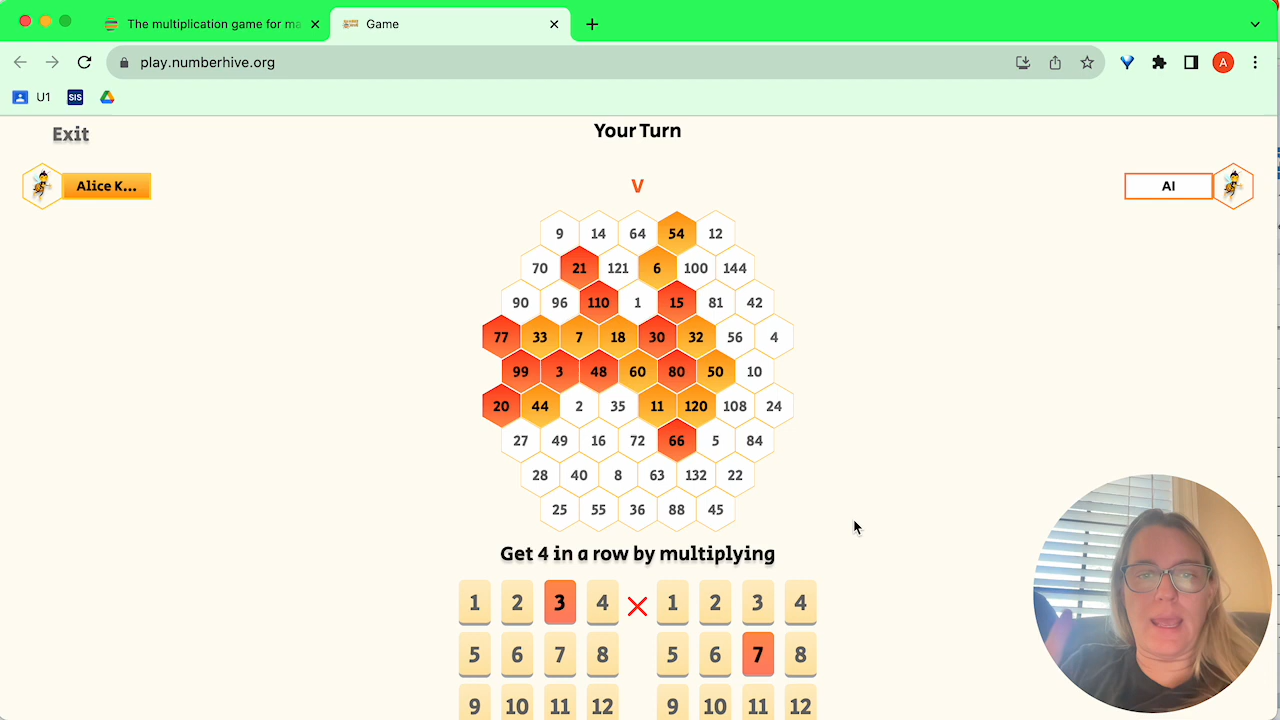 The multiplication game for ma
Game
play.numberhive.org
A
U1
SIS
Exit
Your Turn
Alice K...
V
AI
9 14 64 54 12
70 21 121 6 100 144
90 96 110 1 15 81 42
77 33 7 18 30 32 56 4
99 3 48 60 80 50 10
20 44 2 35 11 120 108 24
27 49 16 72 66 5 84
28 40 8 63 132 22
25 55 36 88 45
Get 4 in a row by multiplying
1 2 3 4 × 1 2 3 4
5 6 7 8 5 6 7 8
9 10 11 12 9 10 11 12